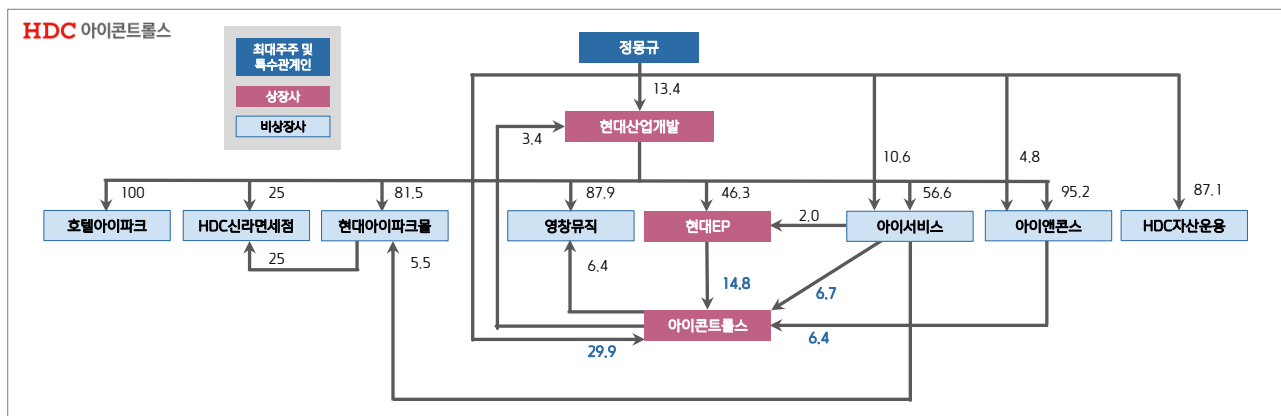 HDC 아이콘트롤스
최대주주 및
특수관계인
상장사
비상장사
정몽규
13.4
현대산업개발
3.4
10.6
4.8
100
25
81.5
87.9
46.3
56.6
95.2
87.1
호텔아이파크
HDC신라면세점
현대아이파크몰
영창뮤직
현대EP
2.0
아이서비스
아이앤콘스
HDC자산운용
25
5.5
6.4
14.8
6.7
아이콘트롤스
29.9
6.4